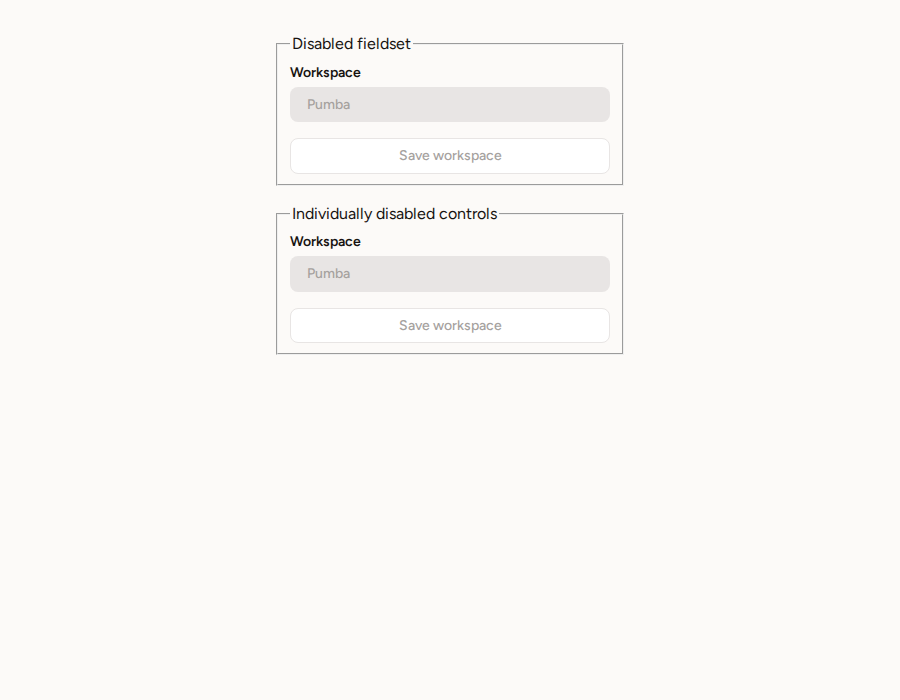 Disabled fieldset
Workspace
Pumba
Save workspace
Individually disabled controls
Workspace
Pumba
Save workspace